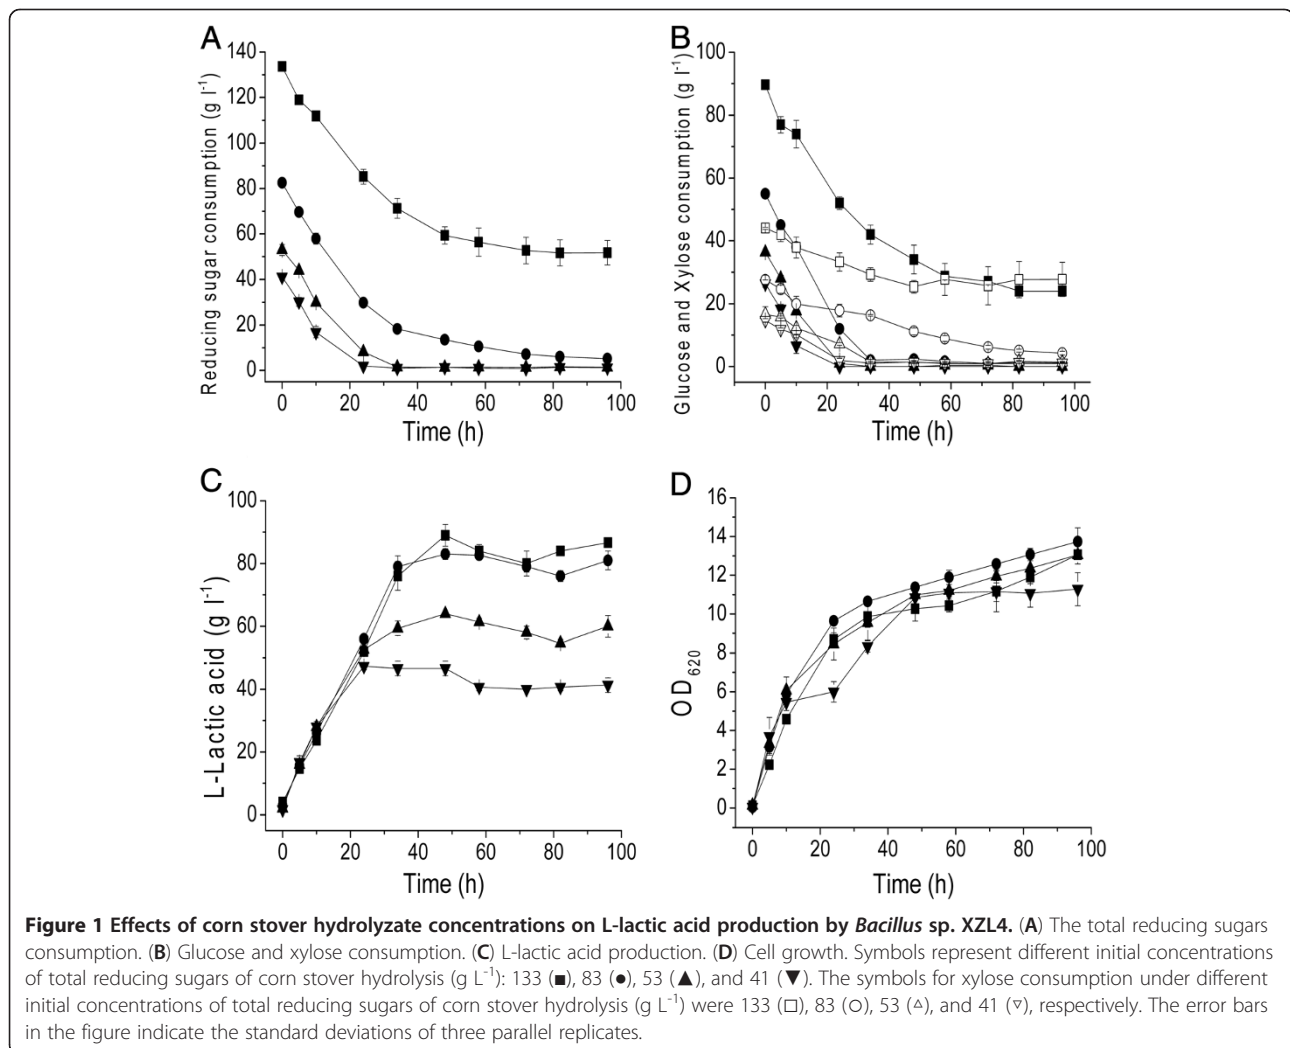 A
B
140
120
100
80
60
40
20
0
Reducing sugar consumption (g l⁻¹)
0 20 40 60 80 100
Time (h)
100
80
60
40
20
0
Glucose and Xylose consumption (g l⁻¹)
0 20 40 60 80 100
Time (h)
C
D
100
80
60
40
20
0
L-Lactic acid (g l⁻¹)
0 20 40 60 80 100
Time (h)
16
14
12
10
8
6
4
2
0
OD₆₂₀
0 20 40 60 80 100
Time (h)
Figure 1 Effects of corn stover hydrolyzate concentrations on L-lactic acid production by Bacillus sp. XZL4. (A) The total reducing sugars
consumption. (B) Glucose and xylose consumption. (C) L-lactic acid production. (D) Cell growth. Symbols represent different initial concentrations
of total reducing sugars of corn stover hydrolysis (g L⁻¹): 133 (■), 83 (●), 53 (▲), and 41 (▼). The symbols for xylose consumption under different
initial concentrations of total reducing sugars of corn stover hydrolysis (g L⁻¹) were 133 (□), 83 (○), 53 (△), and 41 (▽), respectively. The error bars
in the figure indicate the standard deviations of three parallel replicates.